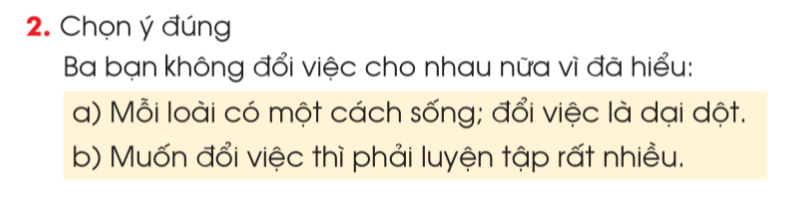 2. Chọn ý đúng
Ba bạn không đổi việc cho nhau nữa vì đã hiểu:
a) Mỗi loài có một cách sống; đổi việc là dại dột.
b) Muốn đổi việc thì phải luyện tập rất nhiều.